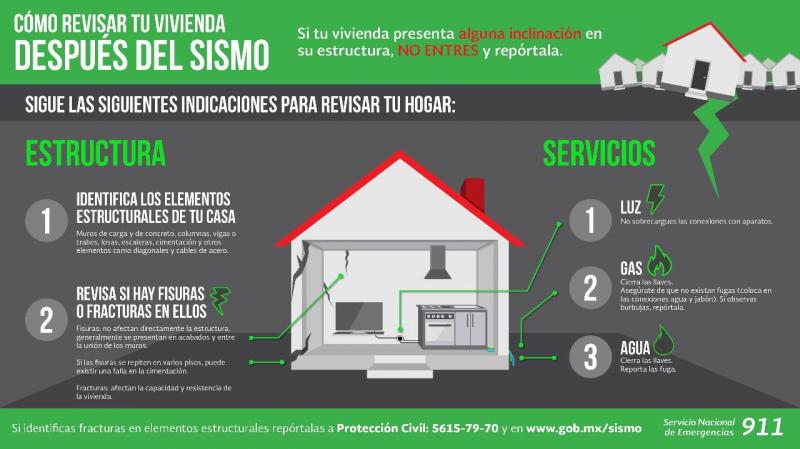 CÓMO REVISAR TU VIVIENDA
DESPUÉS DEL SISMO
Si tu vivienda presenta alguna inclinación en
su estructura, NO ENTRES y repórtala.
SIGUE LAS SIGUIENTES INDICACIONES PARA REVISAR TU HOGAR:
ESTRUCTURA
1
IDENTIFICA LOS ELEMENTOS
ESTRUCTURALES DE TU CASA
Muros de carga y de concreto, columnas, vigas o
trabes, losas, escaleras, cimentación y otros
elementos como diagonales y cables de acero.
2
REVISA SI HAY FISURAS
O FRACTURAS EN ELLOS
Fisuras: no afectan directamente la estructura,
generalmente se presentan en acabados y entre
la unión de los muros.
Si las fisuras se repiten en varios pisos, puede
existir una falla en la cimentación.
Fracturas: afectan la capacidad y resistencia de
la vivienda.
SERVICIOS
1
LUZ
No sobrecargues las conexiones con aparatos.
2
GAS
Cierra las llaves.
Asegúrate de que no existan fugas (coloca en
las conexiones agua y jabón). Si observas
burbujas, repórtala.
3
AGUA
Cierra las llaves.
Reporta las fuga.
Si identificas fracturas en elementos estructurales repórtalas a Protección Civil: 5615-79-70 y en www.gob.mx/sismo
Servicio Nacional
de Emergencias
911